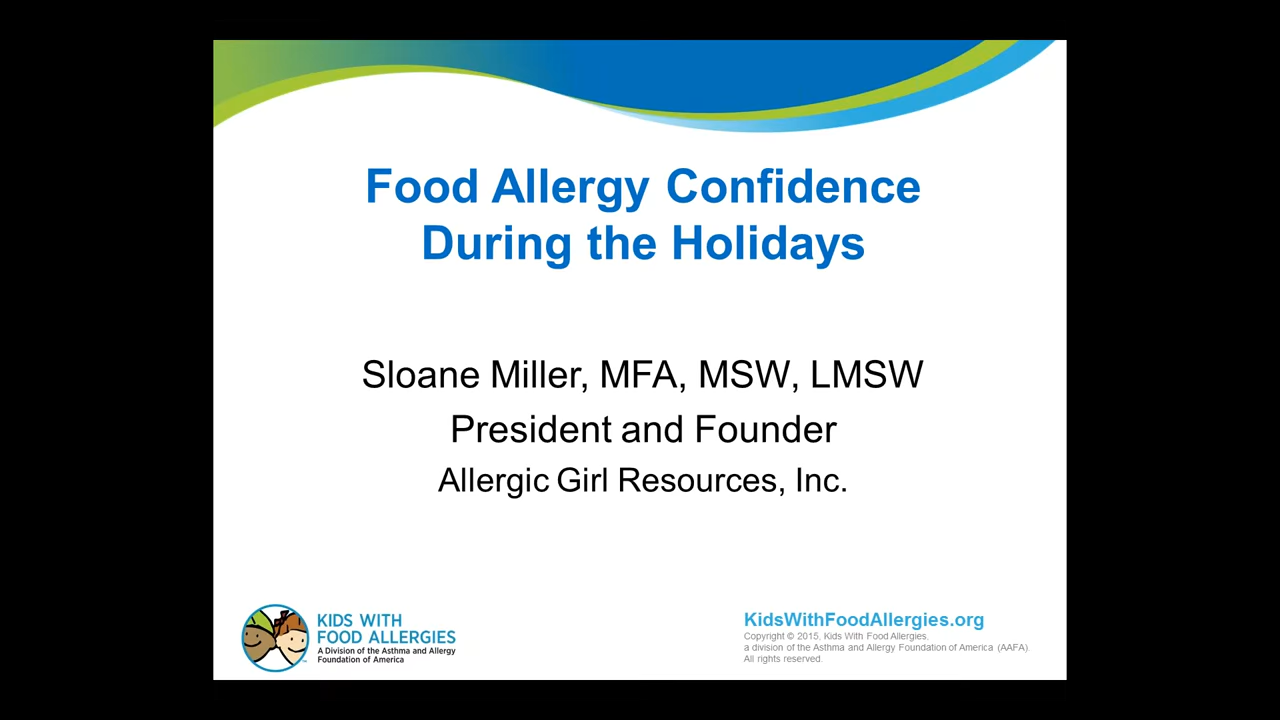 Food Allergy Confidence
During the Holidays
Sloane Miller, MFA, MSW, LMSW
President and Founder
Allergic Girl Resources, Inc.
KIDS WITH
FOOD ALLERGIES
A Division of the Asthma and Allergy
Foundation of America
KidsWithFoodAllergies.org
Copyright © 2015, Kids With Food Allergies,
a division of the Asthma and Allergy Foundation of America (AAFA).
All rights reserved.